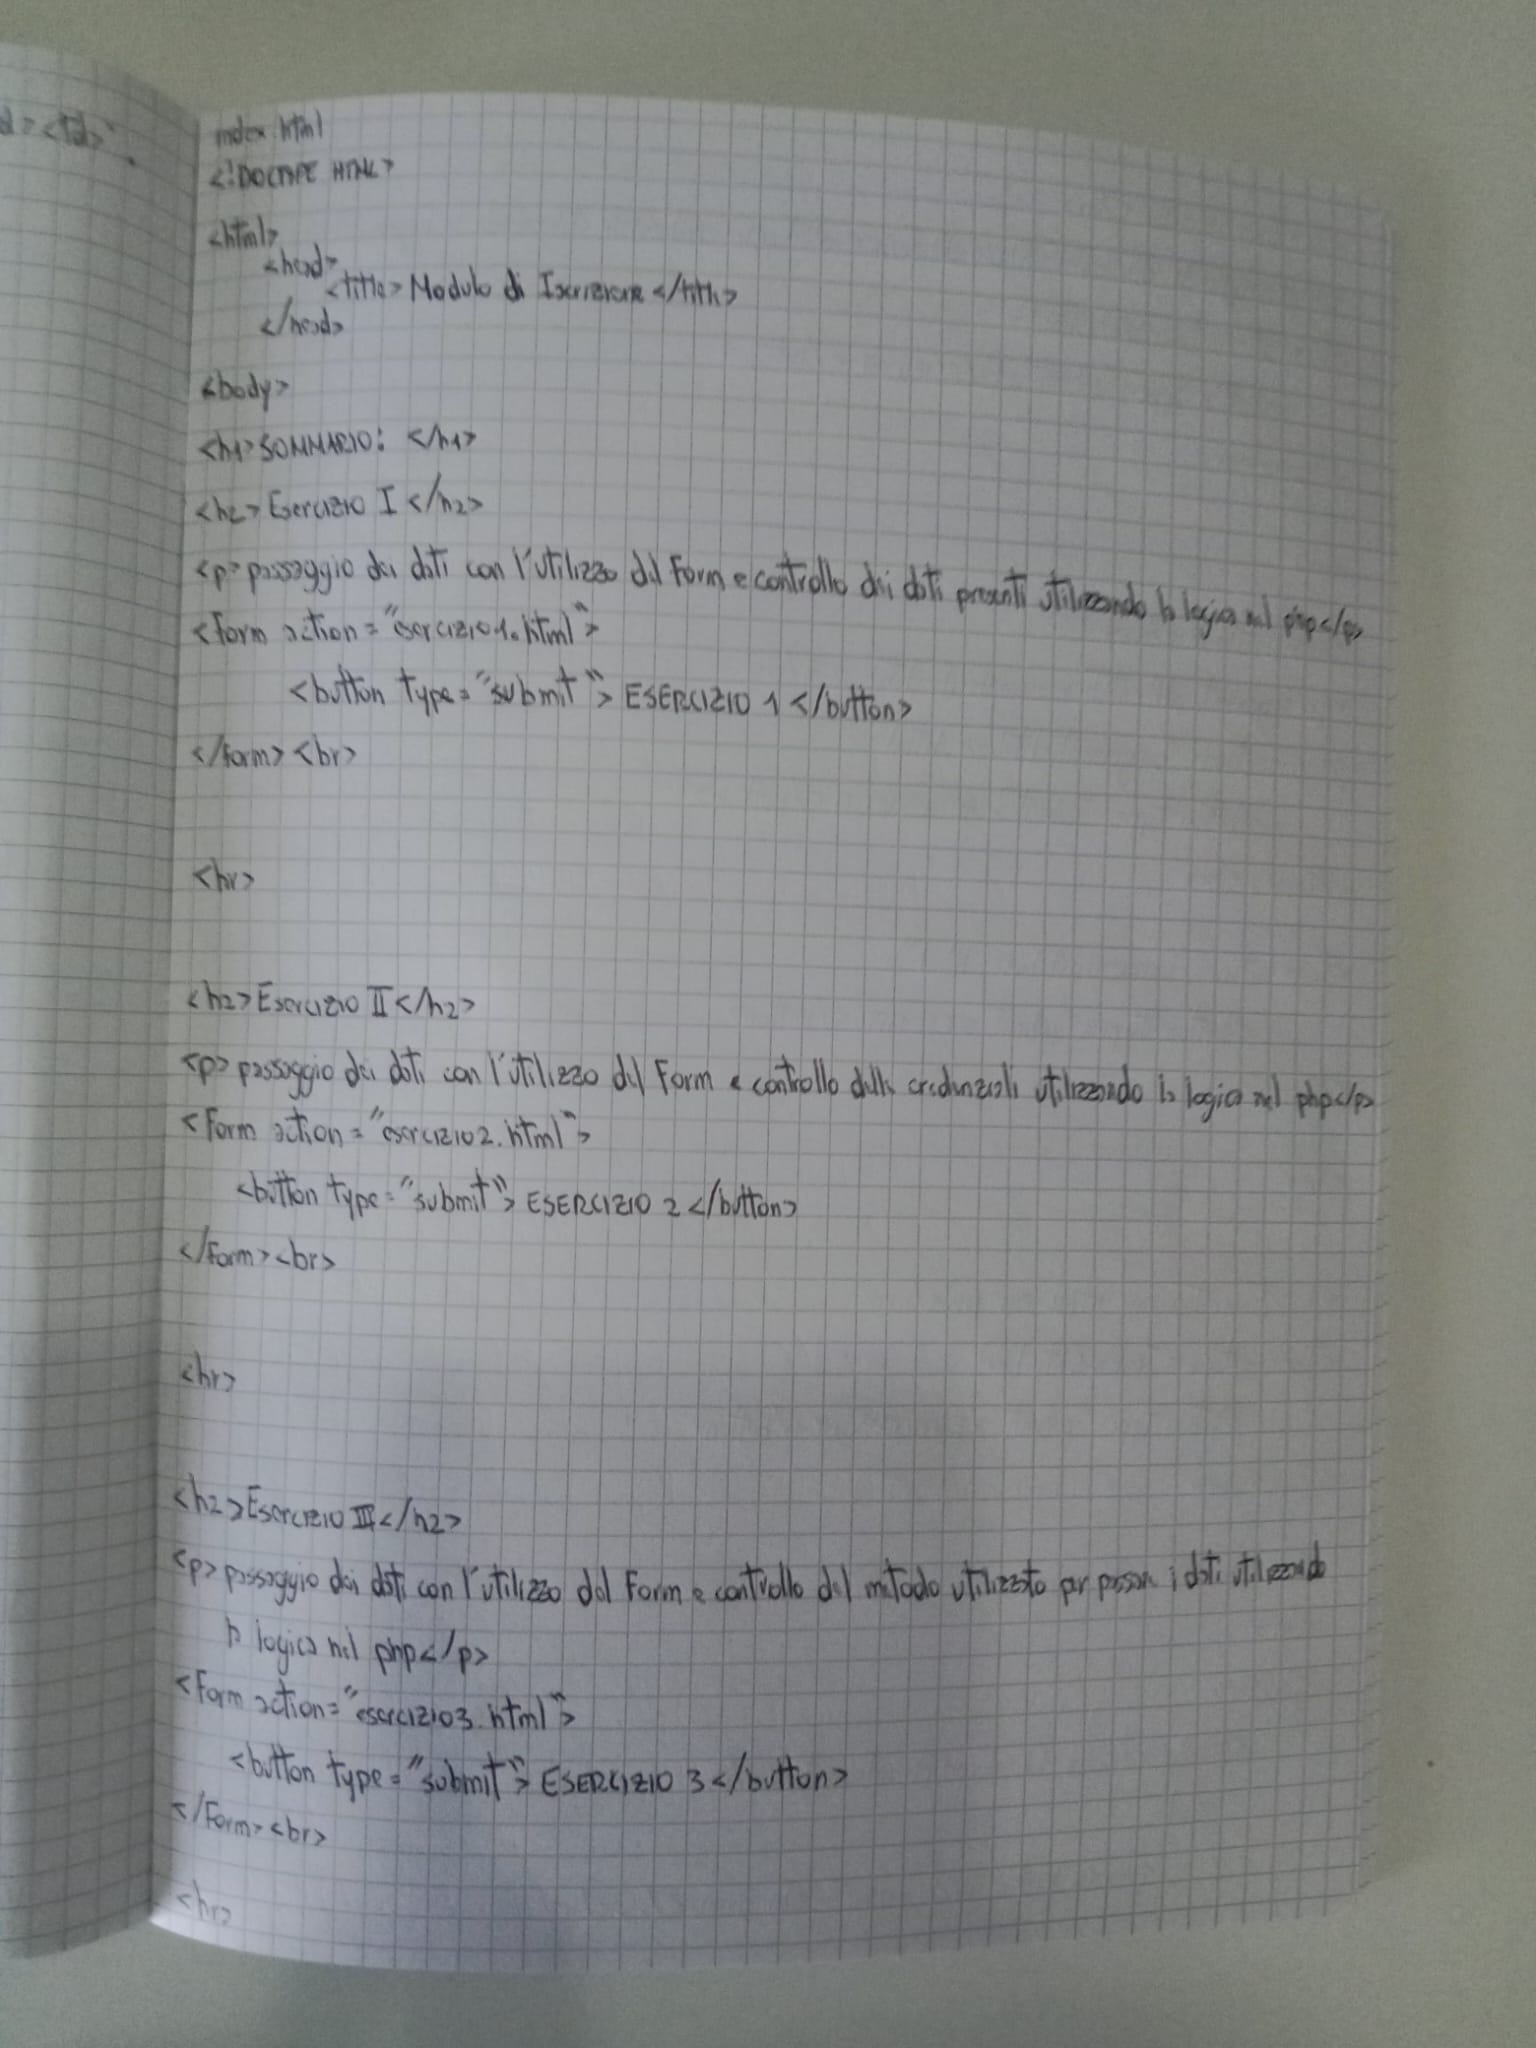 d> <td>
index.html
<!DOCTYPE HTML>
<html>
<head>
<title> Modulo di Iscrizione </title>
</head>
<body>
<h1>SOMMARIO: </h1>
<h2> Esercizio I </h2>
<p> passaggio dei dati con l'utilizzo del Form e controllo dei dati presenti utilizzando la logica nel php</p>
<form action = "esercizio1.html">
<button type = "submit"> ESERCIZIO 1 </button>
</form> <br>
<hr>
<h2> Esercizio II </h2>
<p> passaggio dei dati con l'utilizzo del Form e controllo delle credenziali utilizzando la logica nel php</p>
<form action = "esercizio2.html">
<button type = "submit"> ESERCIZIO 2 </button>
</form> <br>
<hr>
<h2> Esercizio III </h2>
<p> passaggio dei dati con l'utilizzo del Form e controllo del metodo utilizzato per passare i dati utilizzando
la logica nel php</p>
<form action = "esercizio3.html">
<button type = "submit"> ESERCIZIO 3 </button>
</form> <br>
<hr>